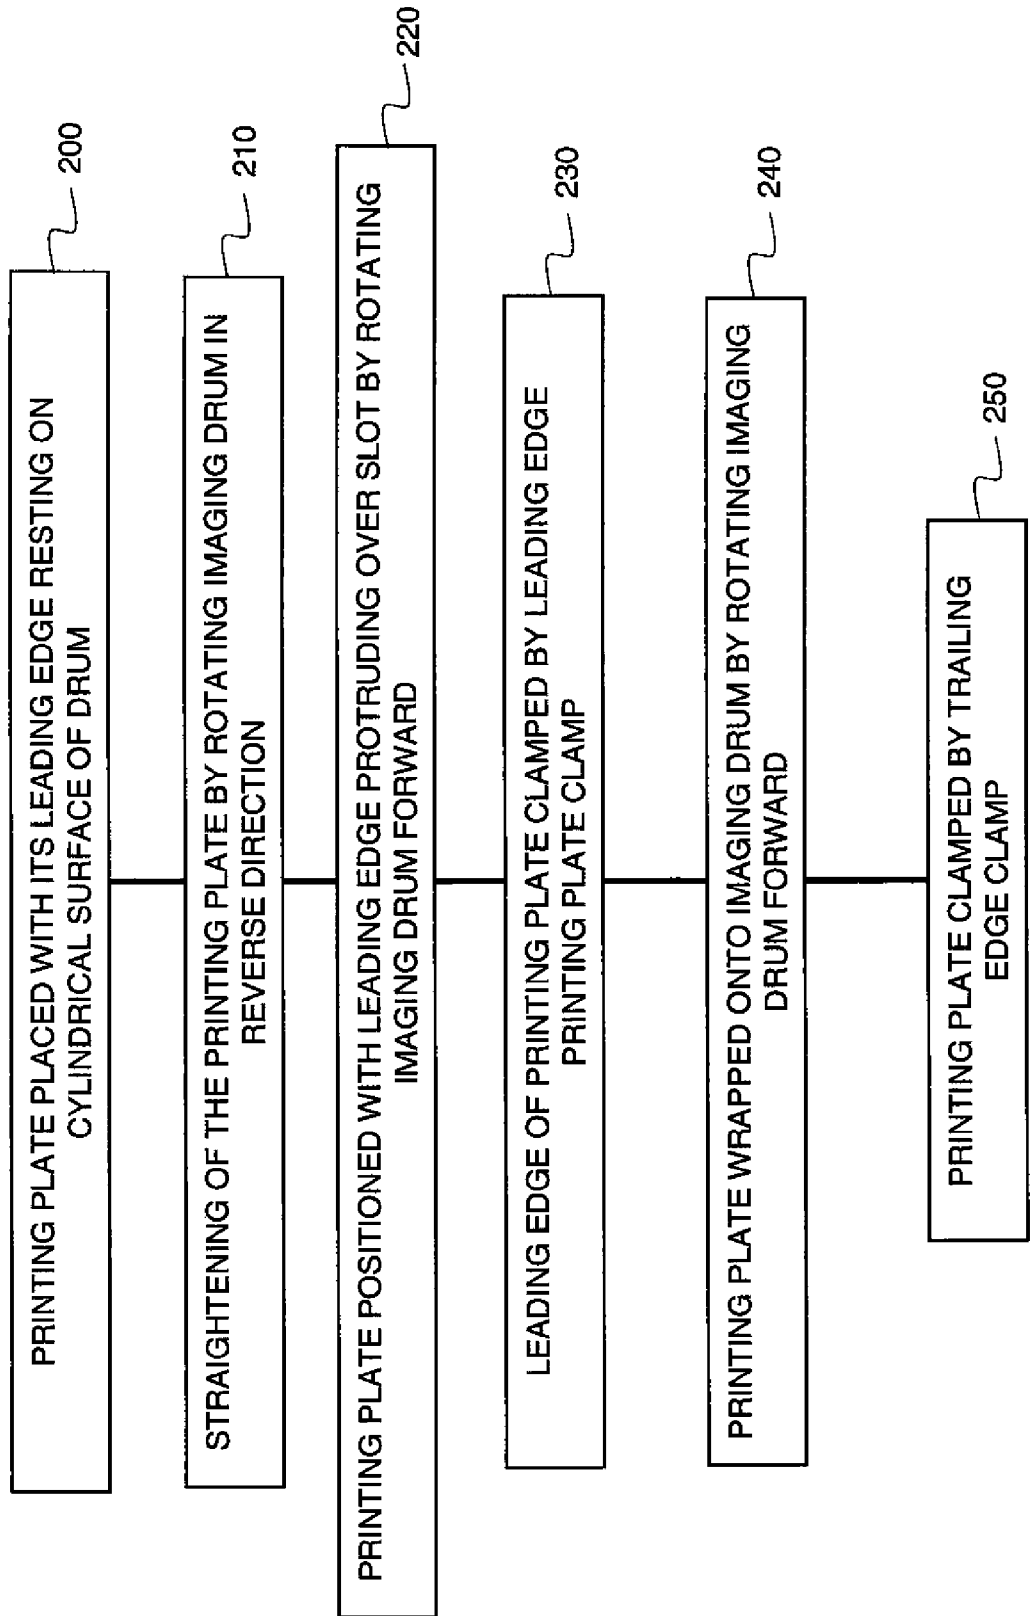 PRINTING PLATE PLACED WITH ITS LEADING EDGE RESTING ON
CYLINDRICAL SURFACE OF DRUM
200
STRAIGHTENING OF THE PRINTING PLATE BY ROTATING IMAGING DRUM IN
REVERSE DIRECTION
210
PRINTING PLATE POSITIONED WITH LEADING EDGE PROTRUDING OVER SLOT BY ROTATING
IMAGING DRUM FORWARD
220
LEADING EDGE OF PRINTING PLATE CLAMPED BY LEADING EDGE
PRINTING PLATE CLAMP
230
PRINTING PLATE WRAPPED ONTO IMAGING DRUM BY ROTATING IMAGING
DRUM FORWARD
240
PRINTING PLATE CLAMPED BY TRAILING
EDGE CLAMP
250